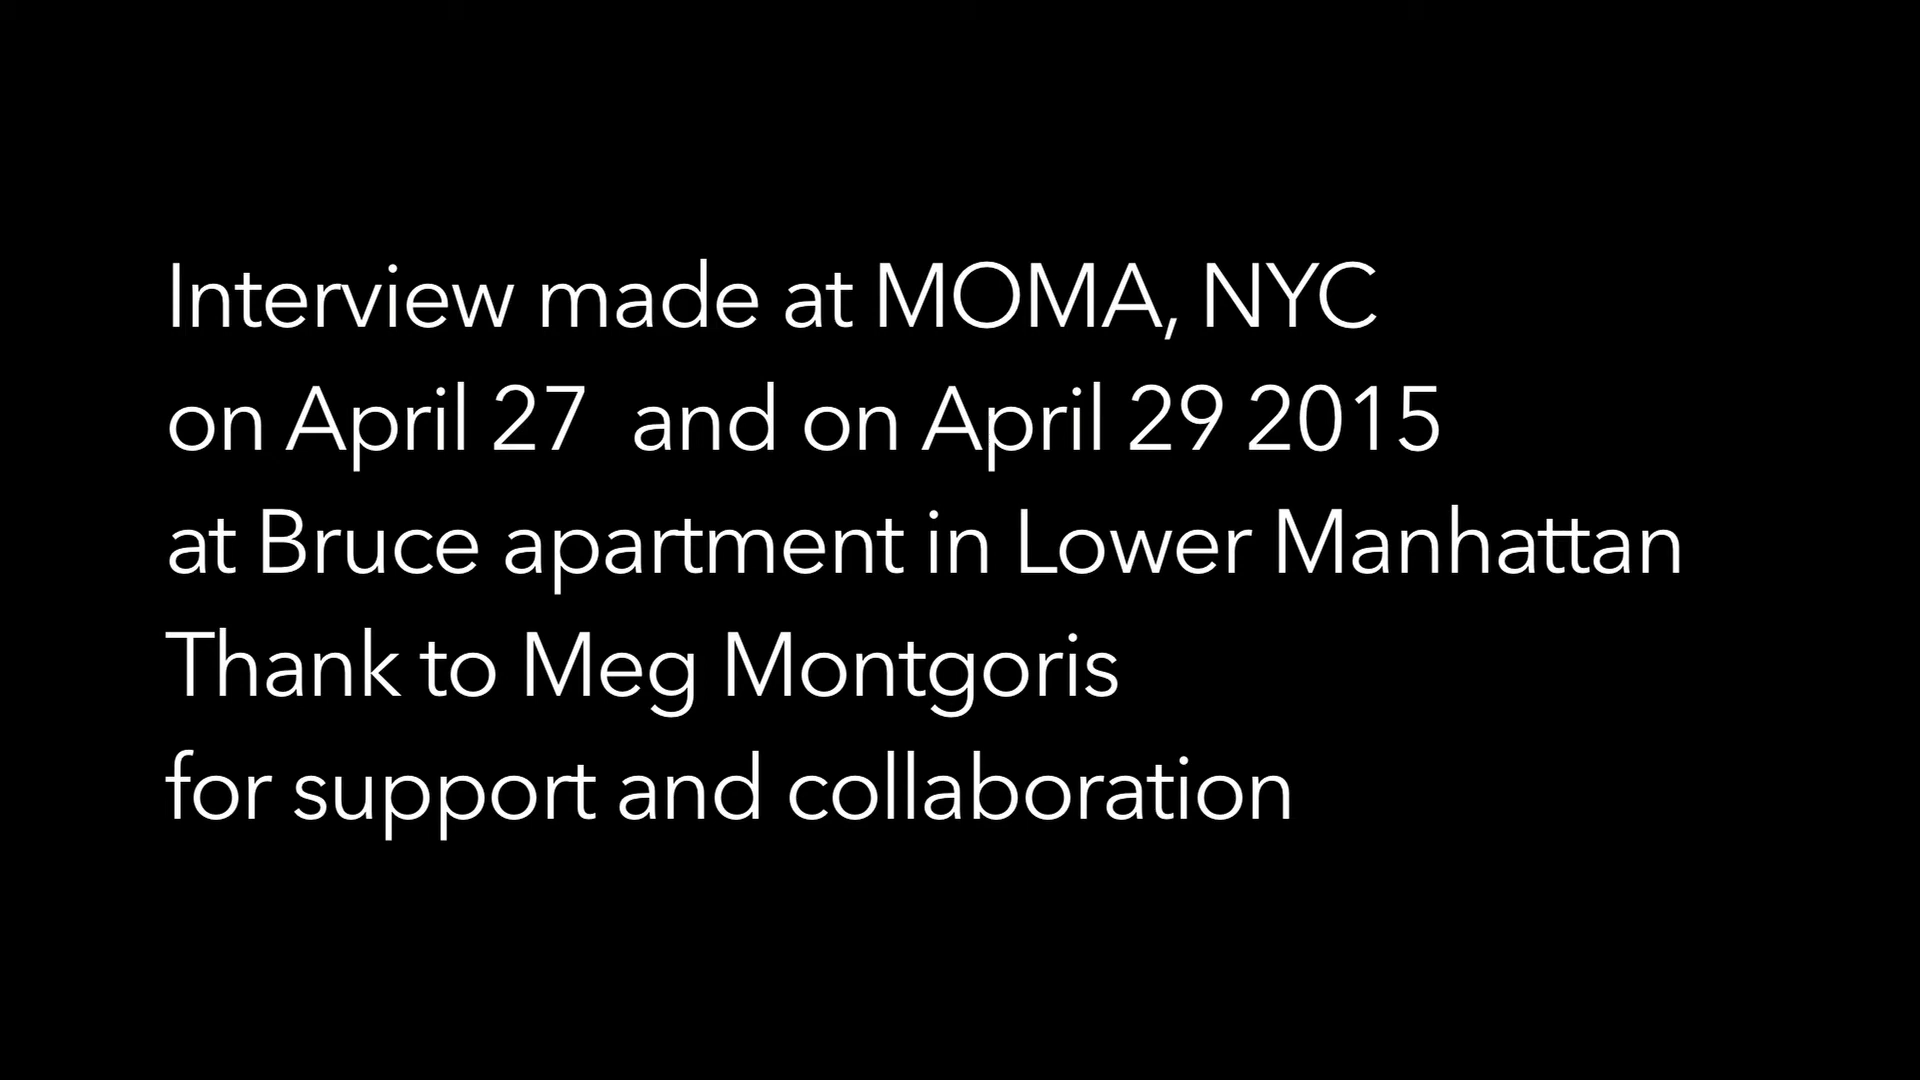 Interview made at MOMA, NYC
on April 27  and on April 29 2015
at Bruce apartment in Lower Manhattan
Thank to Meg Montgoris
for support and collaboration